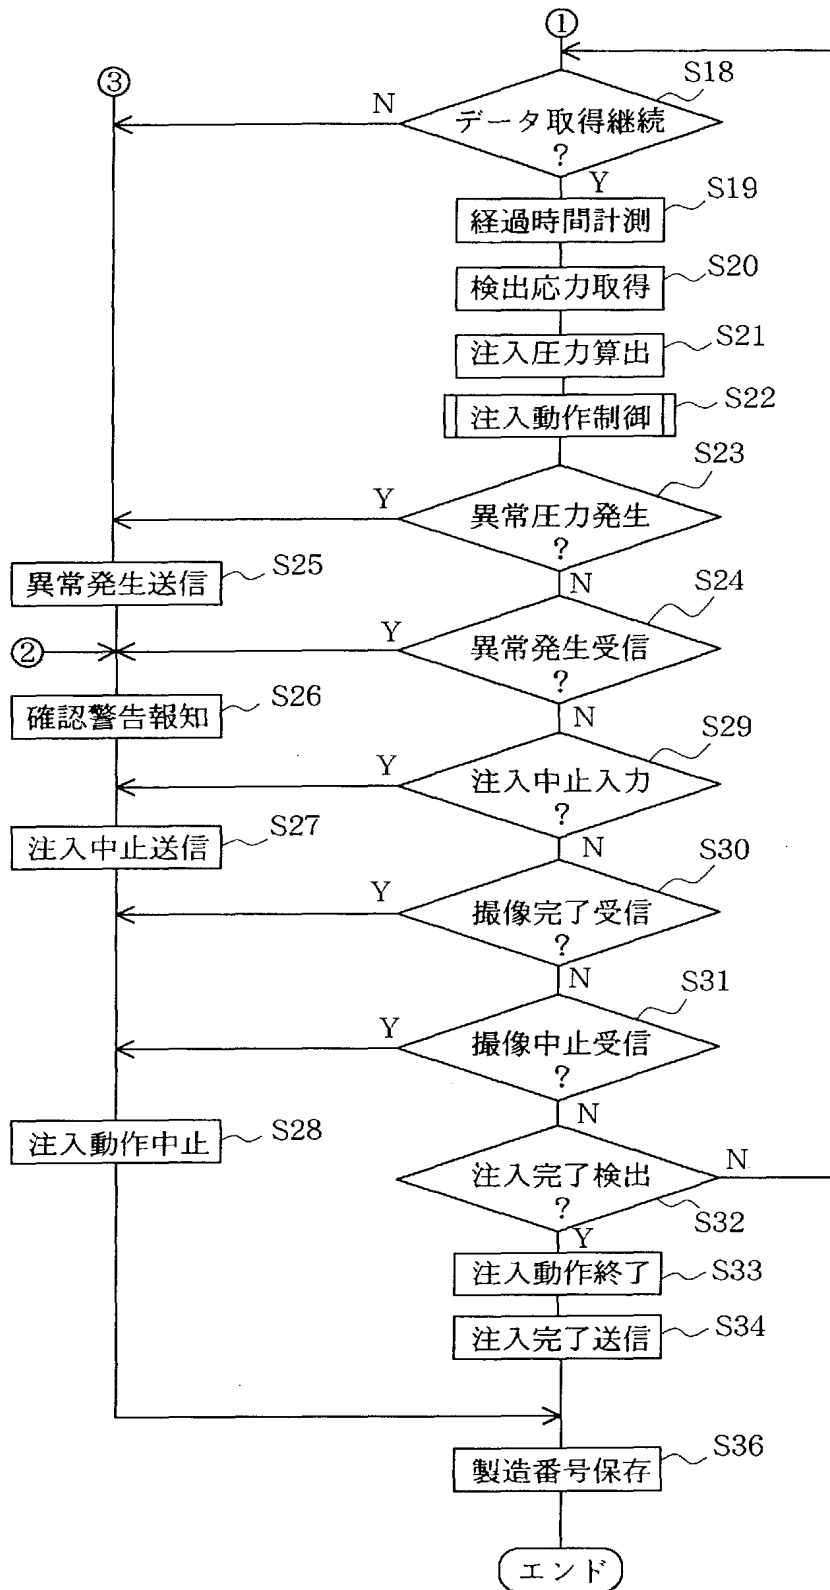 ①
③
S18
N
データ取得継続
?
Y
S19
経過時間計測
S20
検出応力取得
S21
注入圧力算出
S22
注入動作制御
S23
Y
異常圧力発生
?
S25
異常発生送信
N
S24
Y
異常発生受信
?
②
S26
確認警告報知
N
S29
Y
注入中止入力
?
S27
注入中止送信
N
S30
Y
撮像完了受信
?
N
S31
Y
撮像中止受信
?
S28
注入動作中止
N
注入完了検出
?
N
S32
Y
注入動作終了
S33
注入完了送信
S34
製造番号保存
S36
エンド